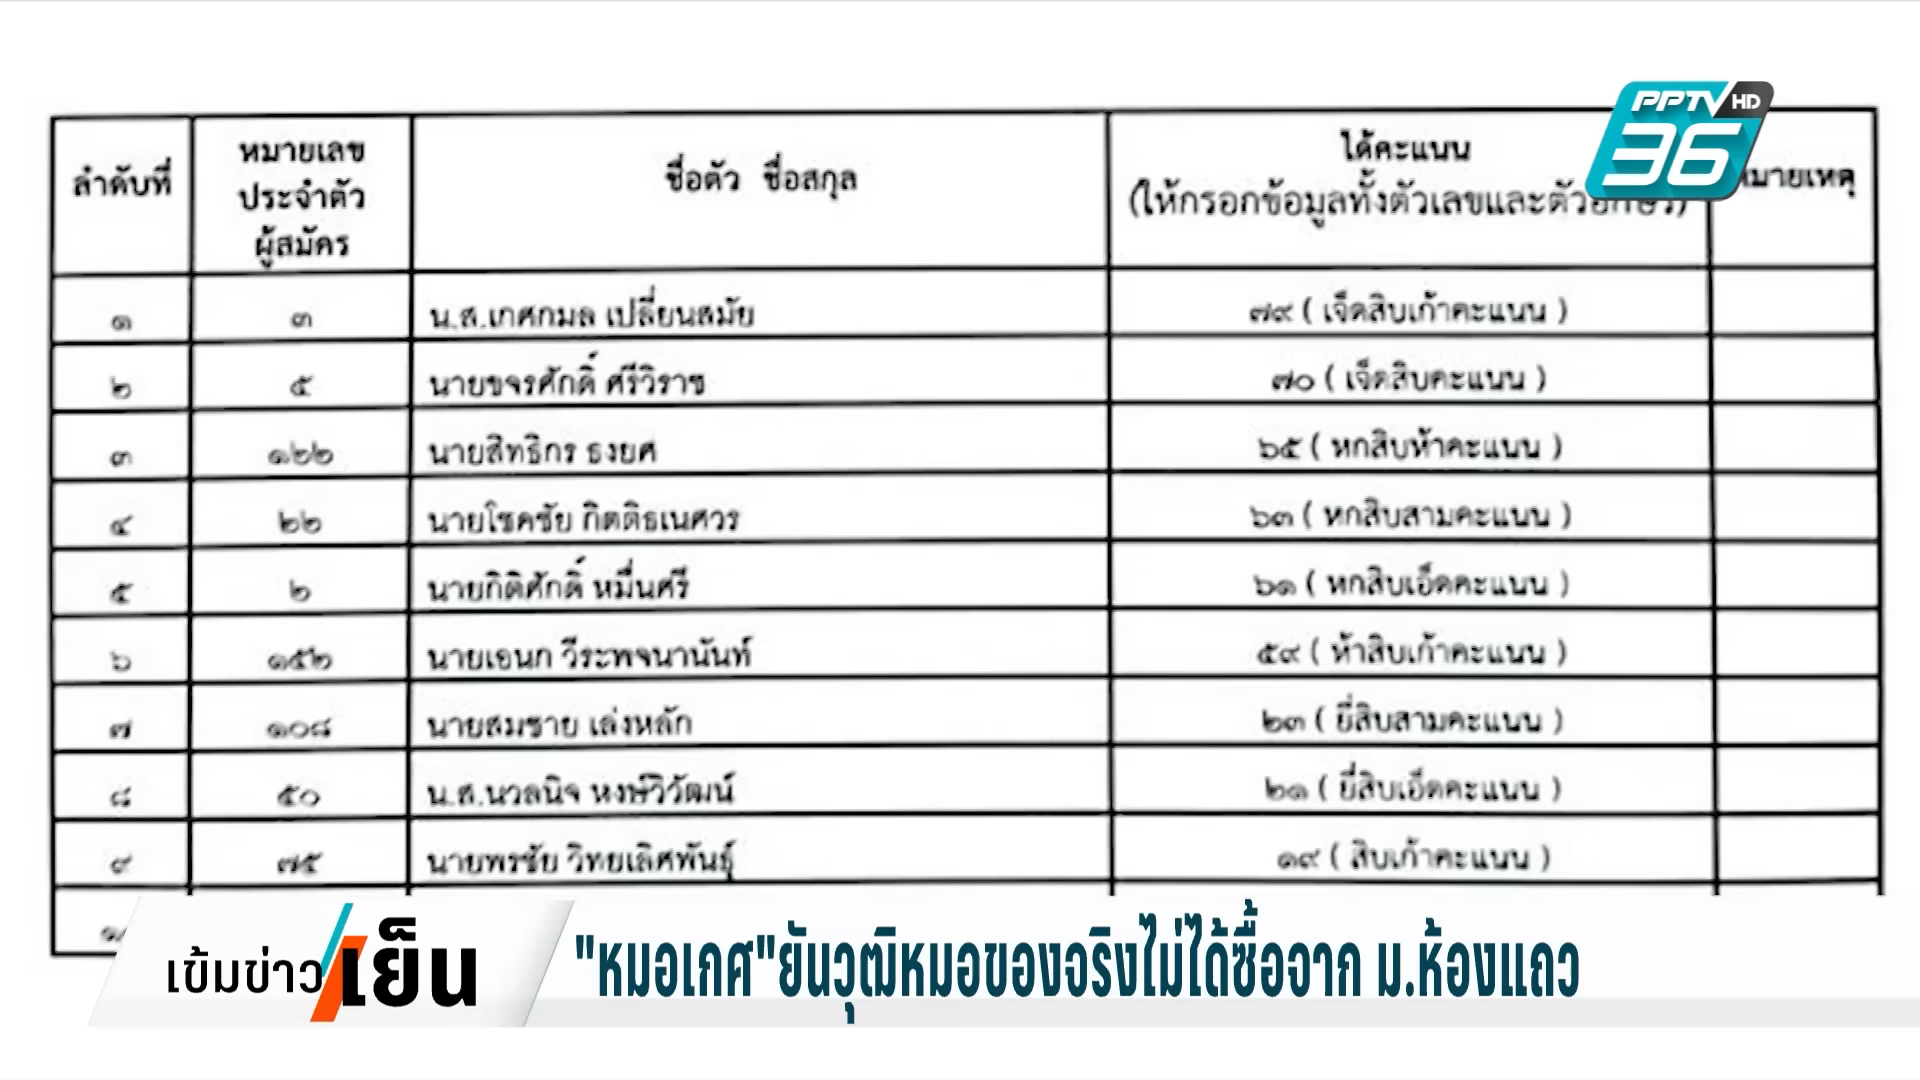 PPTV HD
36
ลำดับที่
หมายเลข
ประจำตัว
ผู้สมัคร
ชื่อตัว ชื่อสกุล
ได้คะแนน
(ให้กรอกข้อมูลทั้งตัวเลขและตัวอักษร)
หมายเหตุ
๑ ๓ น.ส.เกศกมล เปลี่ยนสมัย ๗๙ ( เจ็ดสิบเก้าคะแนน )
๒ ๕ นายขจรศักดิ์ ศรีวิราช ๗๐ ( เจ็ดสิบคะแนน )
๓ ๑๒๒ นายสิทธิกร ธงยศ ๖๕ ( หกสิบห้าคะแนน )
๔ ๒๒ นายโชคชัย กิตติธเนศวร ๖๓ ( หกสิบสามคะแนน )
๕ ๒ นายกิติศักดิ์ หมื่นศรี ๖๑ ( หกสิบเอ็ดคะแนน )
๖ ๑๕๒ นายเอนก วีระพจนานันท์ ๕๙ ( ห้าสิบเก้าคะแนน )
๗ ๑๐๘ นายสมชาย เล่งหลัก ๒๓ ( ยี่สิบสามคะแนน )
๘ ๕๐ น.ส.นวลนิจ หงษ์วิวัฒน์ ๒๑ ( ยี่สิบเอ็ดคะแนน )
๙ ๗๕ นายพรชัย วิทยเลิศพันธุ์ ๑๙ ( สิบเก้าคะแนน )
เข้มข่าวเย็น
"หมอเกศ"ยันวุฒิหมอของจริงไม่ได้ซื้อจาก ม.ห้องแถว